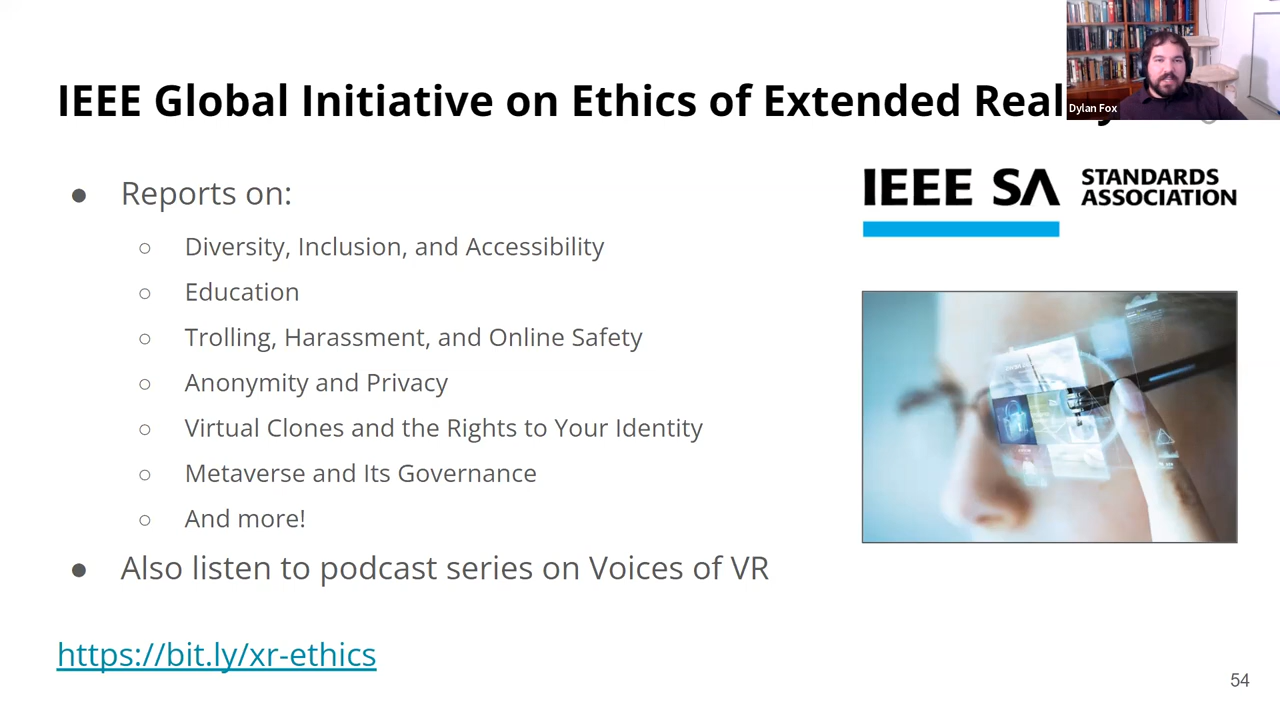 IEEE Global Initiative on Ethics of Extended Real
Dylan Fox
● Reports on:
○ Diversity, Inclusion, and Accessibility
○ Education
○ Trolling, Harassment, and Online Safety
○ Anonymity and Privacy
○ Virtual Clones and the Rights to Your Identity
○ Metaverse and Its Governance
○ And more!
● Also listen to podcast series on Voices of VR
https://bit.ly/xr-ethics
IEEE SA STANDARDS
ASSOCIATION
54